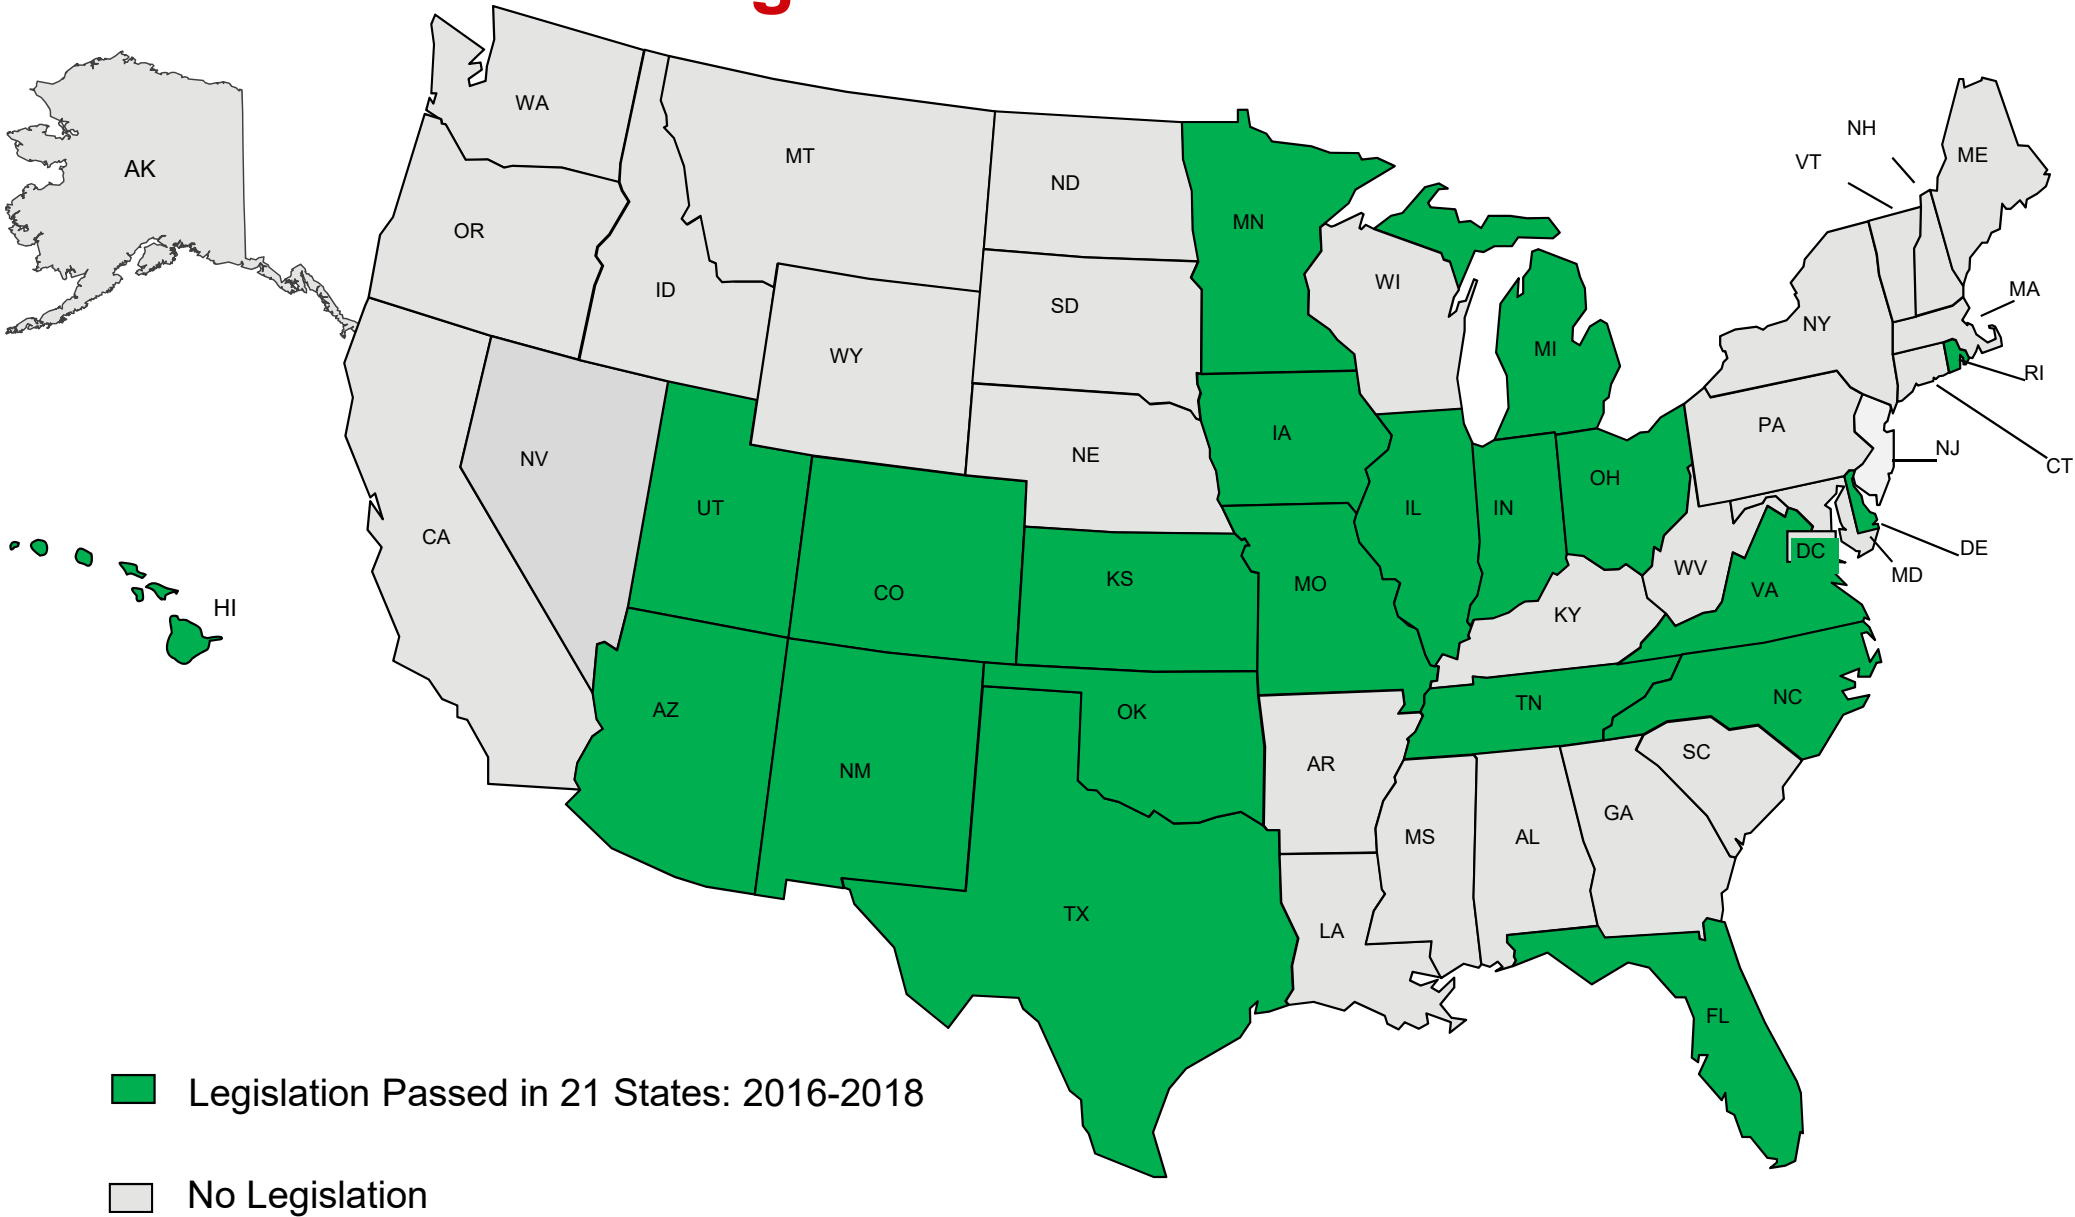 g
WA
MT
ND
MN
NH
VT
ME
AK
OR
ID
SD
WI
MA
WY
NY
MI
RI
NV
NE
IA
PA
NJ
CT
UT
CA
CO
KS
MO
IL
IN
OH
WV
DC
VA
DE
MD
HI
KY
AZ
NM
OK
TN
NC
AR
SC
MS
AL
GA
TX
LA
FL
Legislation Passed in 21 States: 2016-2018
No Legislation